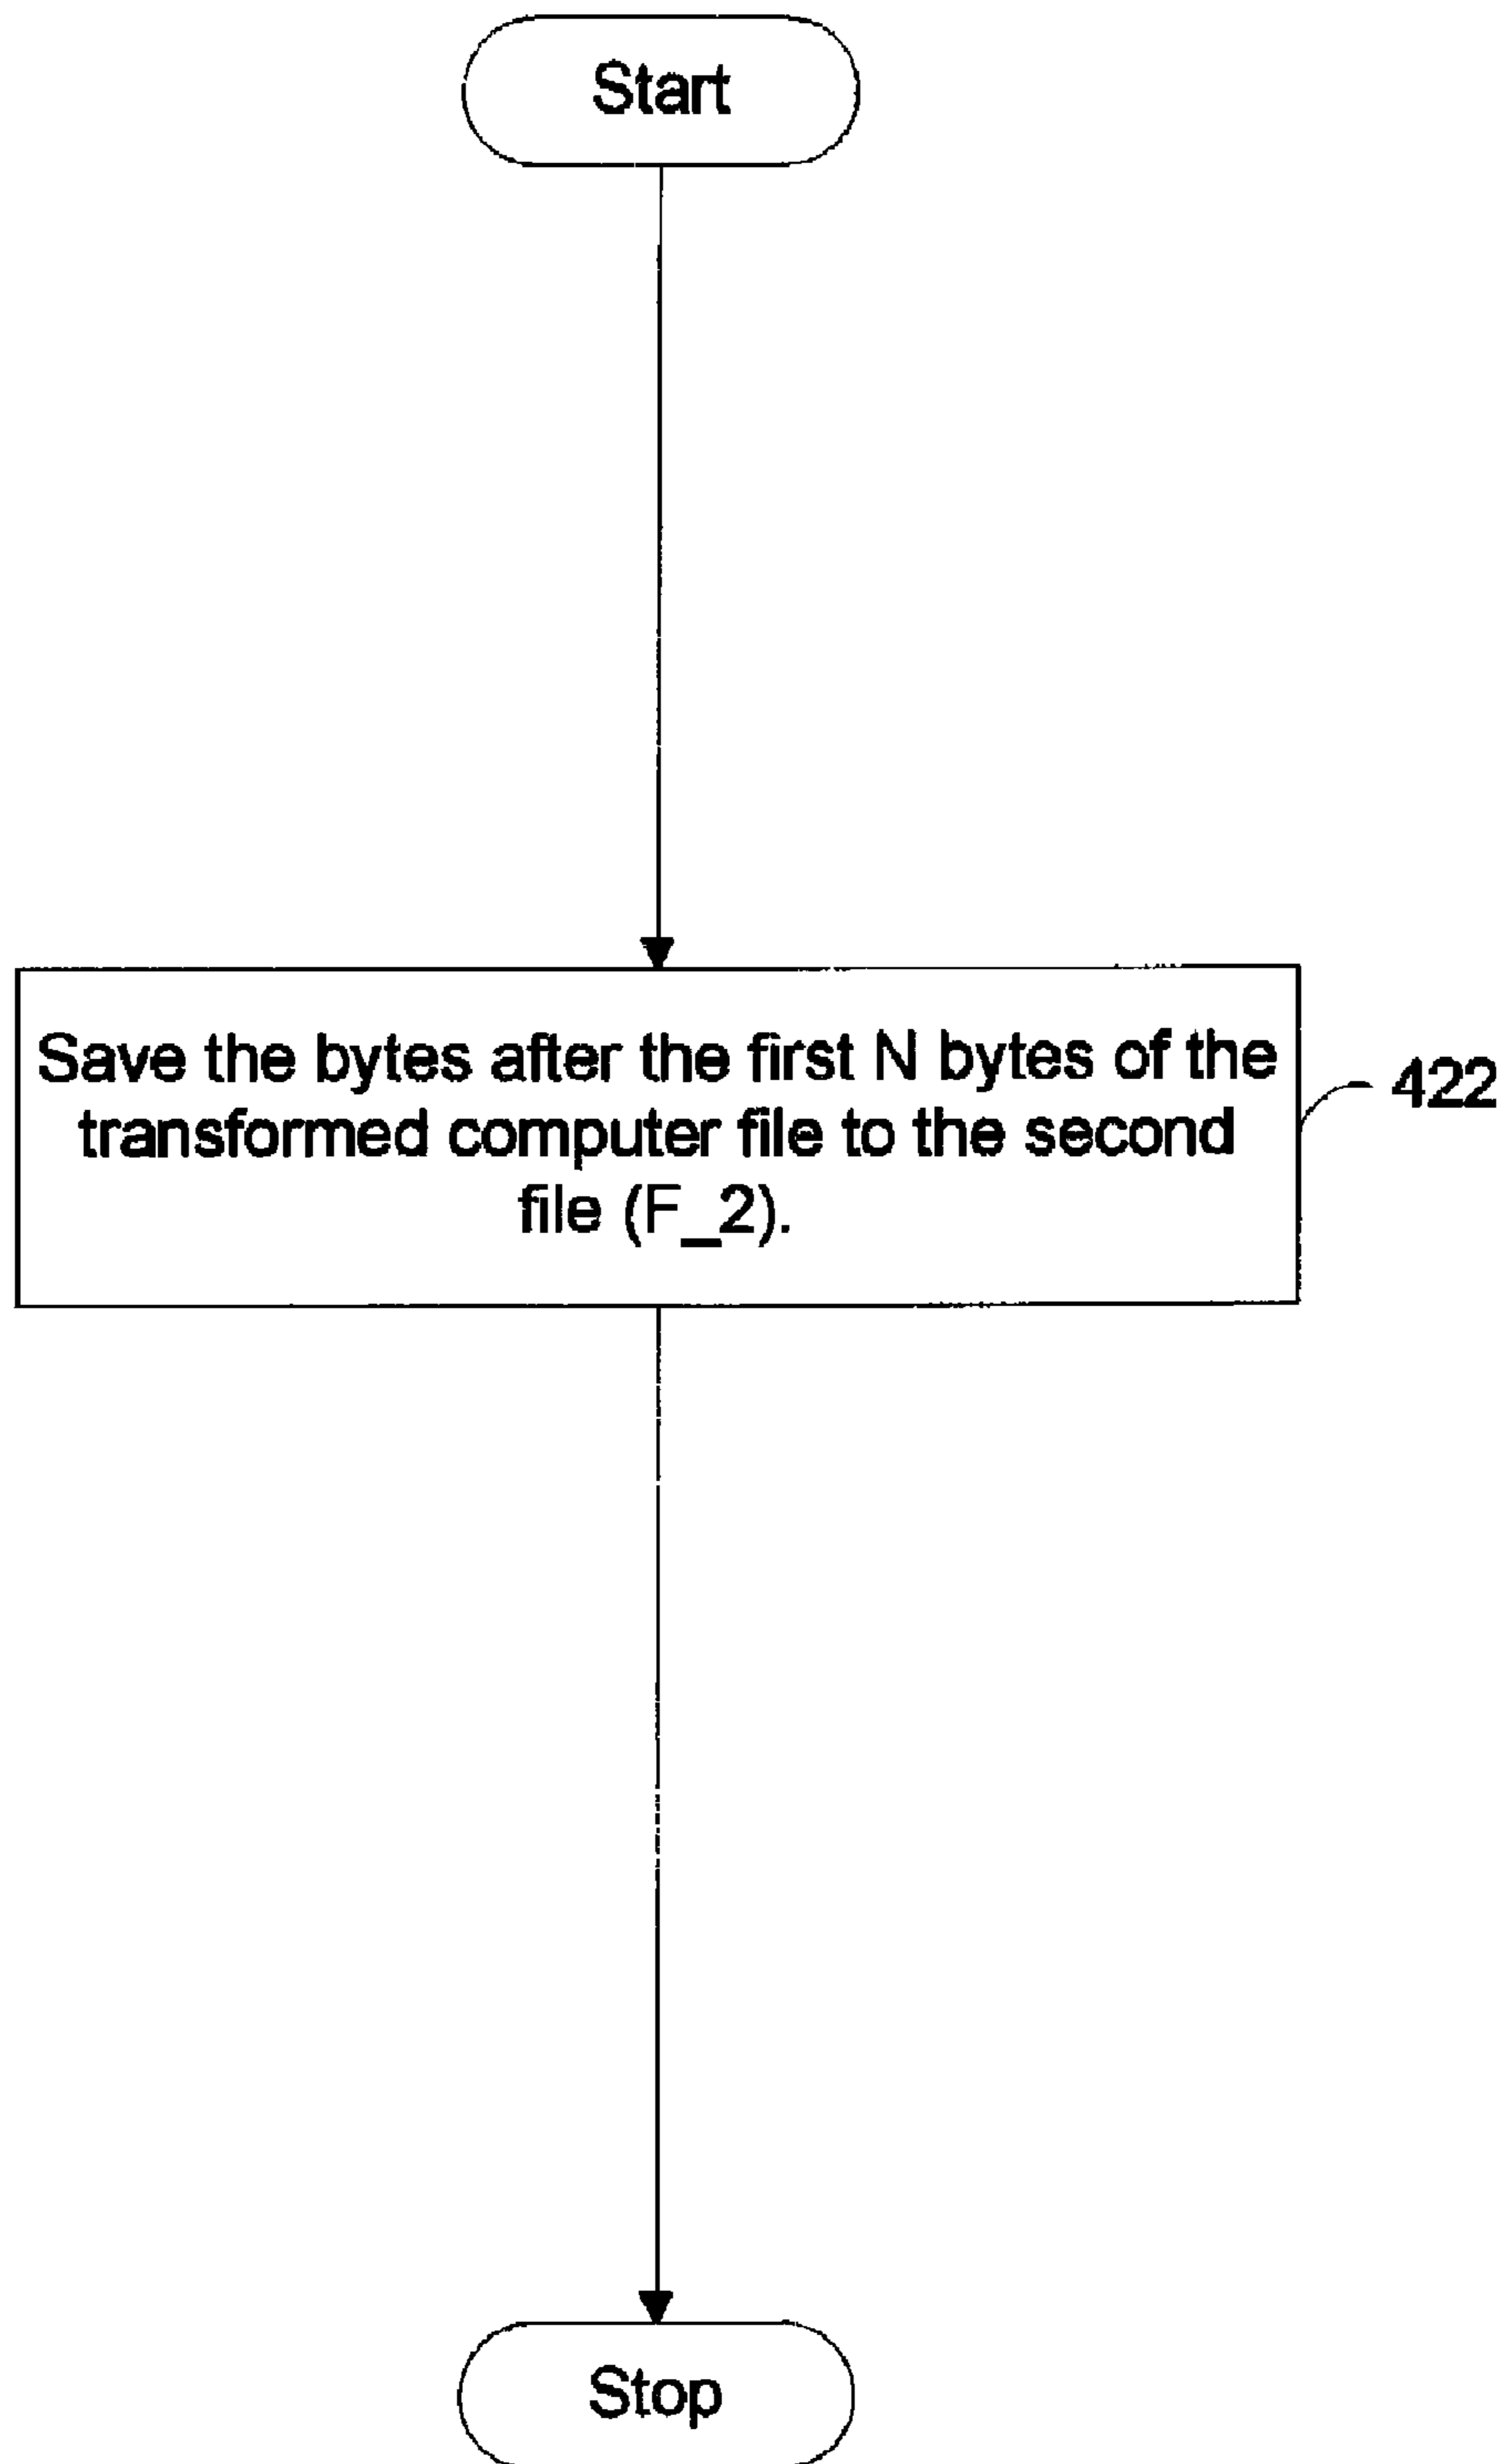 Start
Save the bytes after the first N bytes of the
transformed computer file to the second
file (F_2).
422
Stop